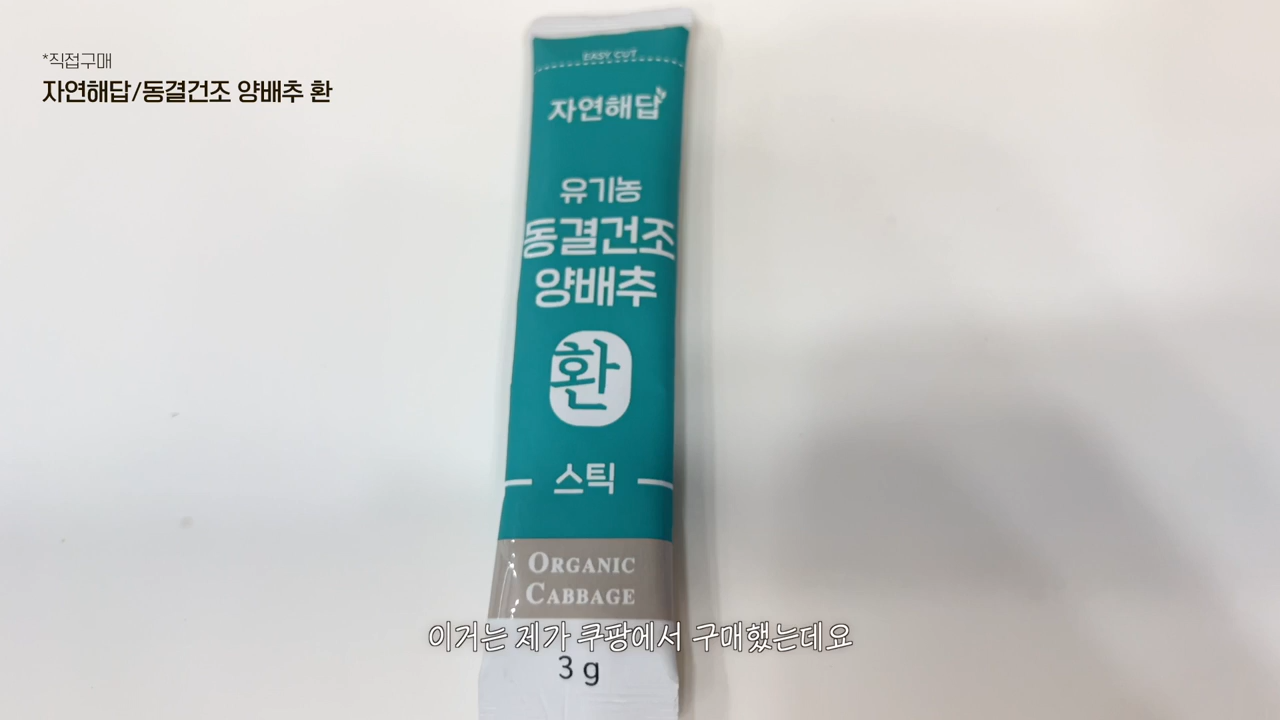 *직접구매
자연해답/동결건조 양배추 환
EASY CUT
자연해답
유기농
동결건조
양배추
환
스틱
ORGANIC
CABBAGE
이거는 제가 쿠팡에서 구매했는데요
3 g